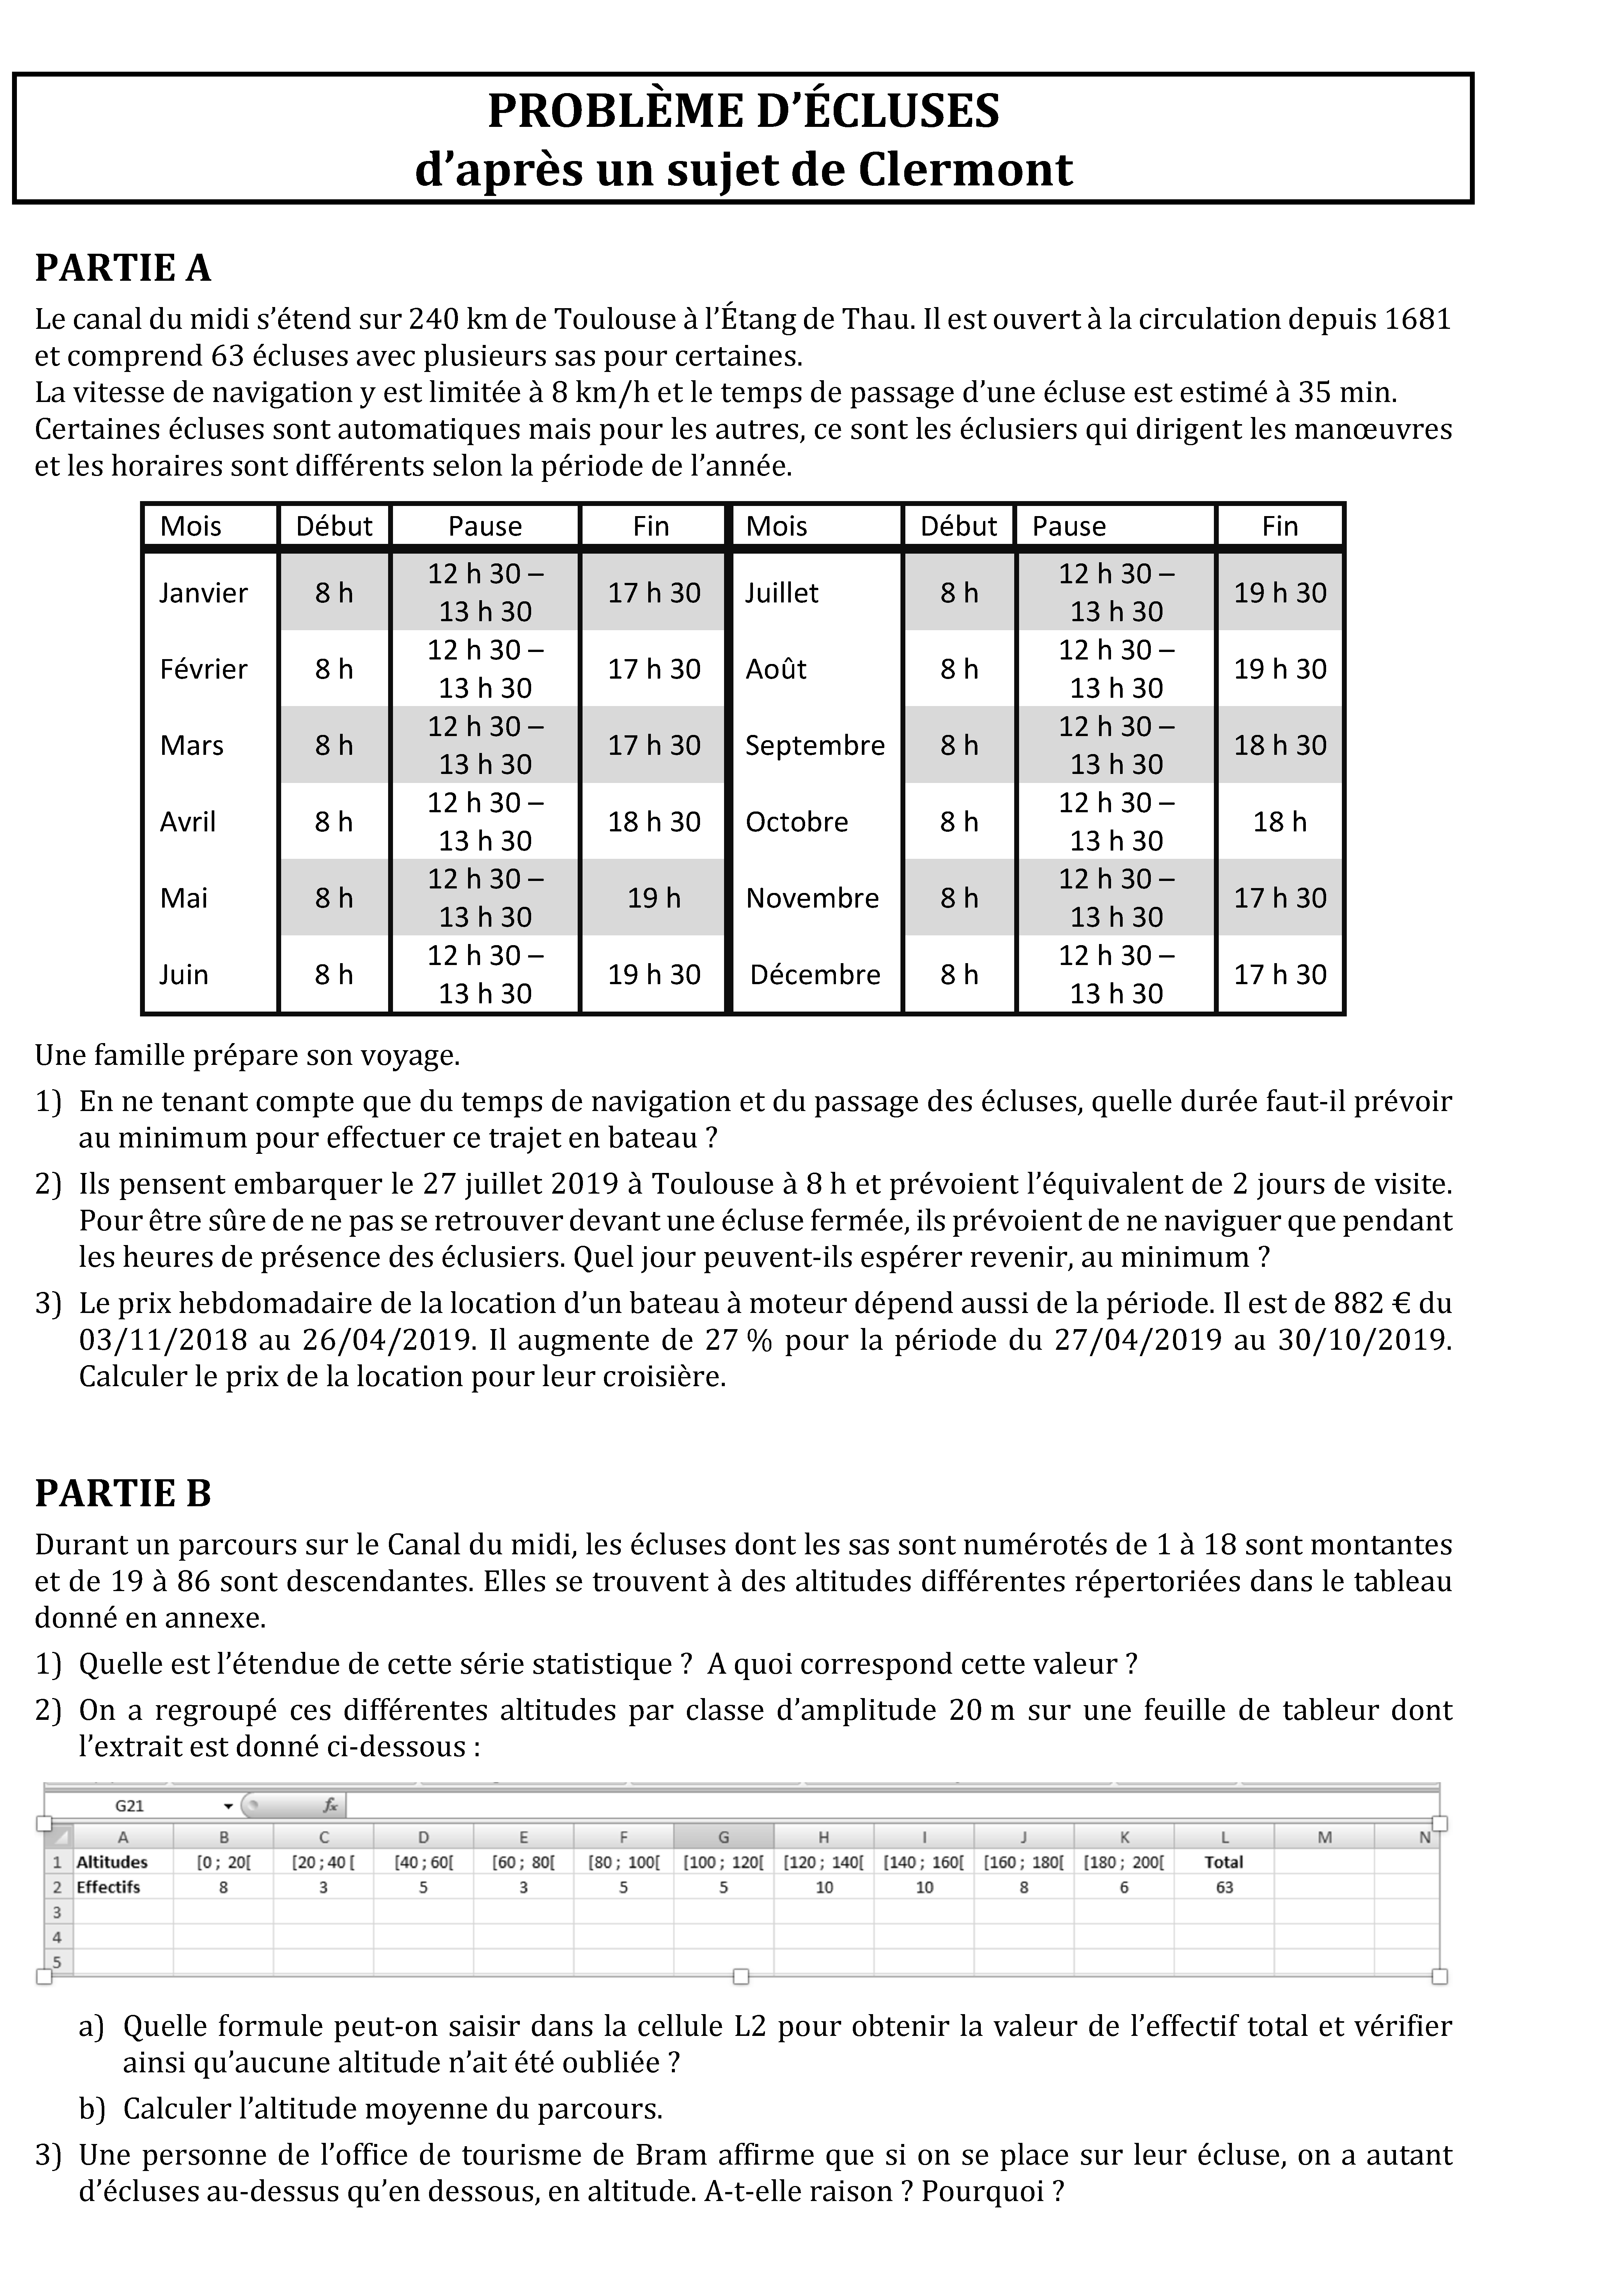 PROBLÈME D’ÉCLUSES
d’après un sujet de Clermont
PARTIE A
Le canal du midi s’étend sur 240 km de Toulouse à l’Étang de Thau. Il est ouvert à la circulation depuis 1681
et comprend 63 écluses avec plusieurs sas pour certaines.
La vitesse de navigation y est limitée à 8 km/h et le temps de passage d’une écluse est estimé à 35 min.
Certaines écluses sont automatiques mais pour les autres, ce sont les éclusiers qui dirigent les manœuvres
et les horaires sont différents selon la période de l’année.
Mois Début Pause Fin Mois Début Pause Fin
Janvier 8 h 12 h 30 – 13 h 30 17 h 30 Juillet 8 h 12 h 30 – 13 h 30 19 h 30
Février 8 h 12 h 30 – 13 h 30 17 h 30 Août 8 h 12 h 30 – 13 h 30 19 h 30
Mars 8 h 12 h 30 – 13 h 30 17 h 30 Septembre 8 h 12 h 30 – 13 h 30 18 h 30
Avril 8 h 12 h 30 – 13 h 30 18 h 30 Octobre 8 h 12 h 30 – 13 h 30 18 h
Mai 8 h 12 h 30 – 13 h 30 19 h Novembre 8 h 12 h 30 – 13 h 30 17 h 30
Juin 8 h 12 h 30 – 13 h 30 19 h 30 Décembre 8 h 12 h 30 – 13 h 30 17 h 30
Une famille prépare son voyage.
1) En ne tenant compte que du temps de navigation et du passage des écluses, quelle durée faut-il prévoir
au minimum pour effectuer ce trajet en bateau ?
2) Ils pensent embarquer le 27 juillet 2019 à Toulouse à 8 h et prévoient l’équivalent de 2 jours de visite.
Pour être sûre de ne pas se retrouver devant une écluse fermée, ils prévoient de ne naviguer que pendant
les heures de présence des éclusiers. Quel jour peuvent-ils espérer revenir, au minimum ?
3) Le prix hebdomadaire de la location d’un bateau à moteur dépend aussi de la période. Il est de 882 € du
03/11/2018 au 26/04/2019. Il augmente de 27 % pour la période du 27/04/2019 au 30/10/2019.
Calculer le prix de la location pour leur croisière.
PARTIE B
Durant un parcours sur le Canal du midi, les écluses dont les sas sont numérotés de 1 à 18 sont montantes
et de 19 à 86 sont descendantes. Elles se trouvent à des altitudes différentes répertoriées dans le tableau
donné en annexe.
1) Quelle est l’étendue de cette série statistique ? A quoi correspond cette valeur ?
2) On a regroupé ces différentes altitudes par classe d’amplitude 20 m sur une feuille de tableur dont
l’extrait est donné ci-dessous :
G21 fx
A B C D E F G H I J K L M N
1 Altitudes [0 ; 20[ [20 ; 40 [ [40 ; 60[ [60 ; 80[ [80 ; 100[ [100 ; 120[ [120 ; 140[ [140 ; 160[ [160 ; 180[ [180 ; 200[ Total
2 Effectifs 8 3 5 3 5 5 10 10 8 6 63
3
4
5
a) Quelle formule peut-on saisir dans la cellule L2 pour obtenir la valeur de l’effectif total et vérifier
ainsi qu’aucune altitude n’ait été oubliée ?
b) Calculer l’altitude moyenne du parcours.
3) Une personne de l’office de tourisme de Bram affirme que si on se place sur leur écluse, on a autant
d’écluses au-dessus qu’en dessous, en altitude. A-t-elle raison ? Pourquoi ?